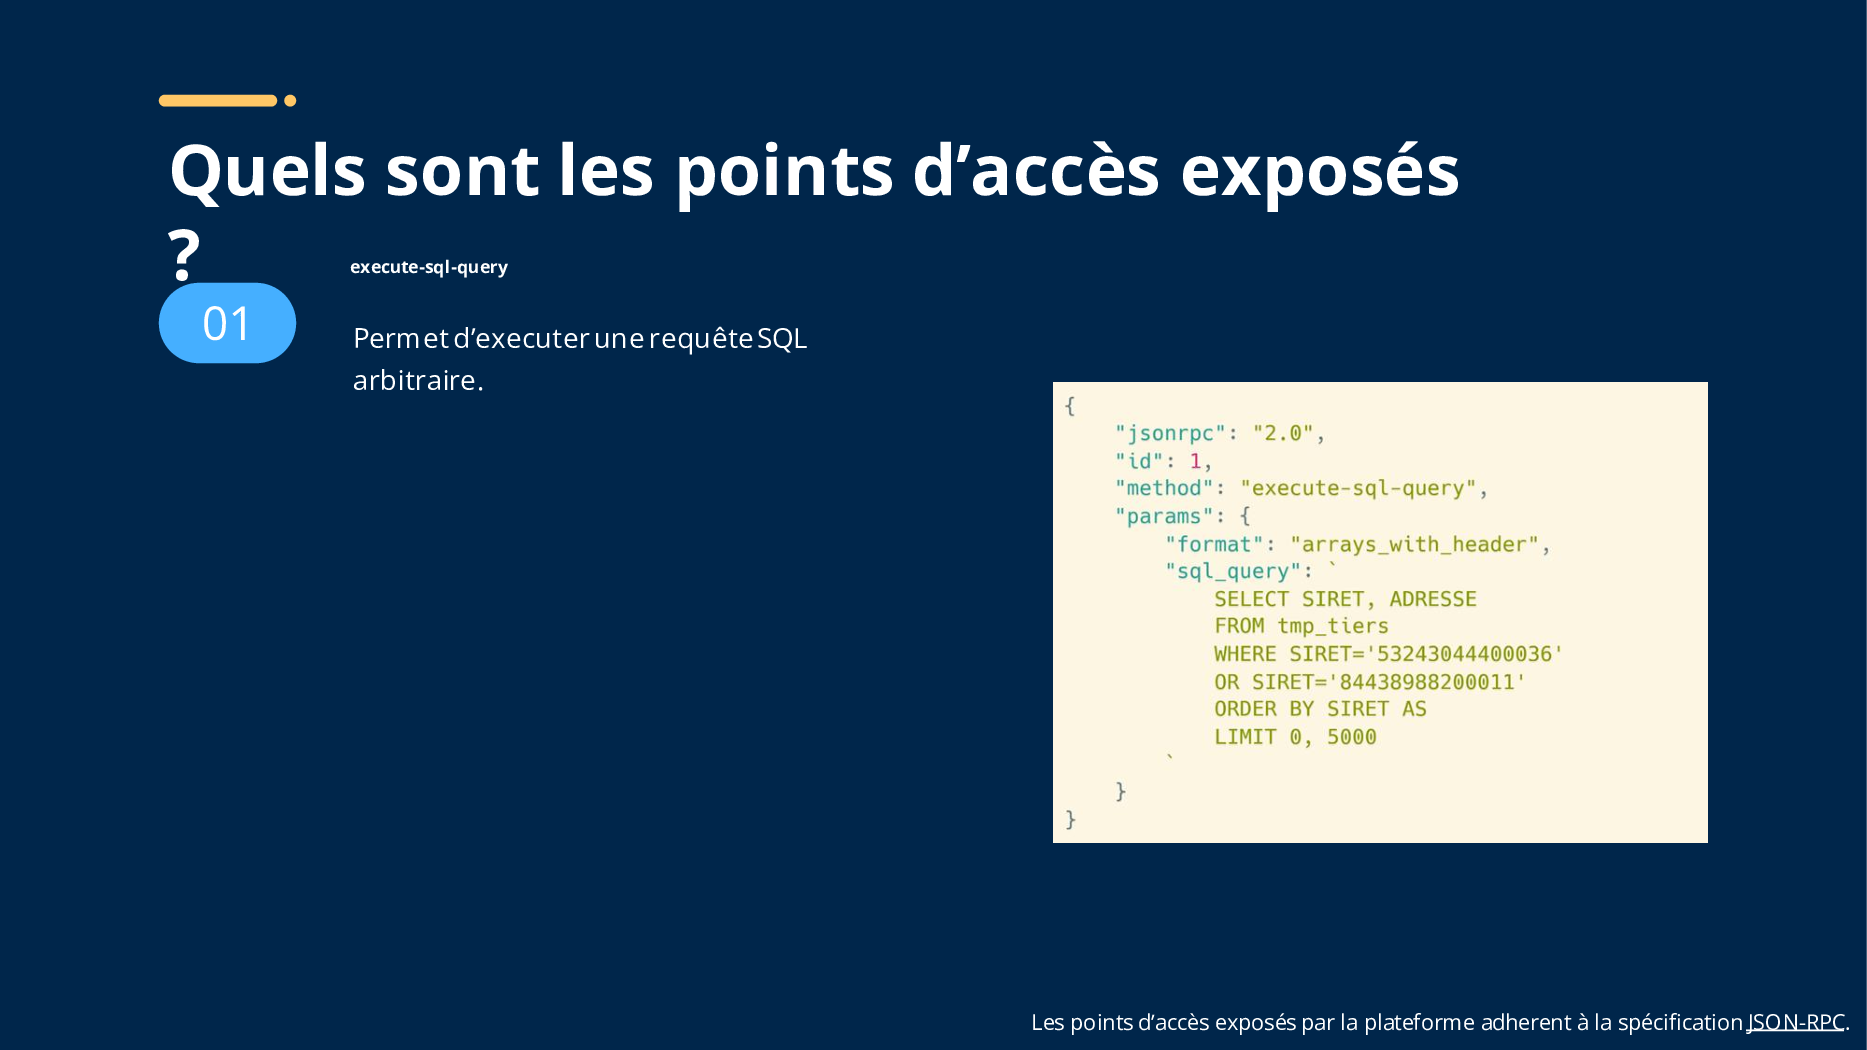 Quels sont les points d’accès exposés
?
execute-sql-query
01
Permet d’executer une requête SQL
arbitraire.
{
    "jsonrpc": "2.0",
    "id": 1,
    "method": "execute-sql-query",
    "params": {
        "format": "arrays_with_header",
        "sql_query": `
            SELECT SIRET, ADRESSE
            FROM tmp_tiers
            WHERE SIRET='53243044400036'
            OR SIRET='84438988200011'
            ORDER BY SIRET AS
            LIMIT 0, 5000
        `
    }
}
Les points d’accès exposés par la plateforme adherent à la spécification JSON-RPC.